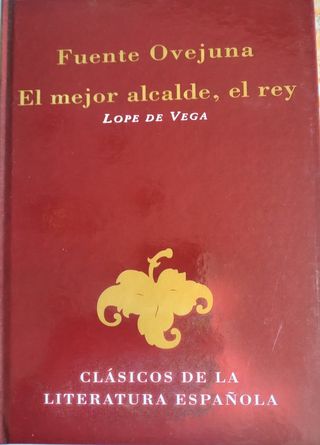 Fuente Ovejuna
El mejor alcalde, el rey
LOPE DE VEGA
CLÁSICOS DE LA
LITERATURA ESPAÑOLA